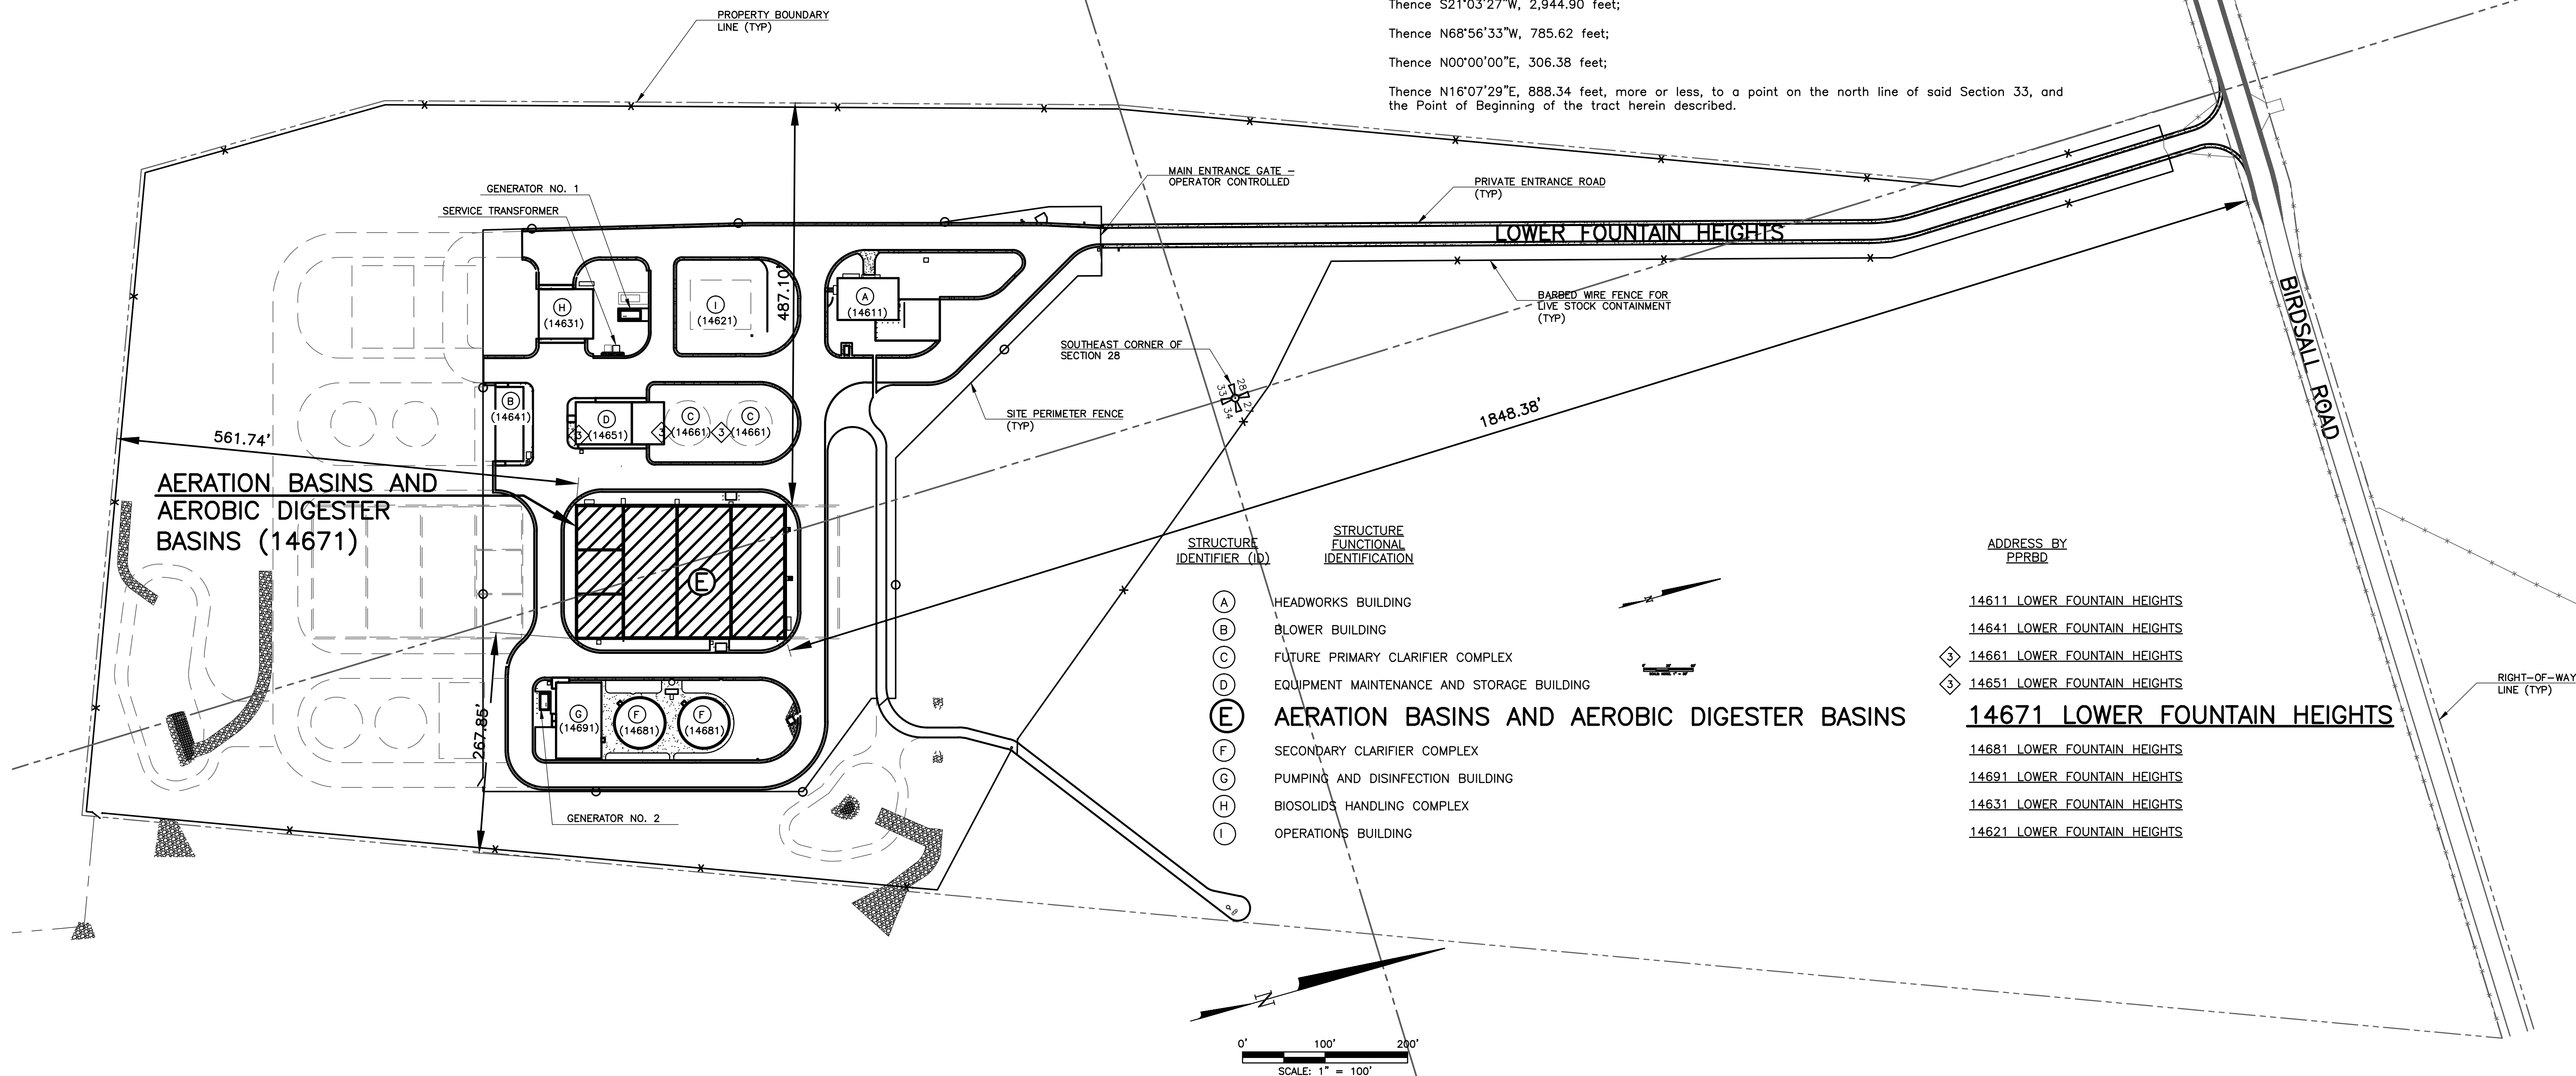 Thence S21°03'27"W, 2,944.90 feet;
Thence N68°56'33"W, 785.62 feet;
Thence N00°00'00"E, 306.38 feet;
Thence N16°07'29"E, 888.34 feet, more or less, to a point on the north line of said Section 33, and
the Point of Beginning of the tract herein described.
PROPERTY BOUNDARY
LINE (TYP)
MAIN ENTRANCE GATE –
OPERATOR CONTROLLED
PRIVATE ENTRANCE ROAD
(TYP)
GENERATOR NO. 1
SERVICE TRANSFORMER
LOWER FOUNTAIN HEIGHTS
BARBED WIRE FENCE FOR
LIVE STOCK CONTAINMENT
(TYP)
BIRDSALL ROAD
H
(14631)
I
(14621)
487.10'
A
(14611)
SOUTHEAST CORNER OF
SECTION 28
28
27
33
34
SITE PERIMETER FENCE
(TYP)
1848.38'
B
(14641)
D
3
(14651)
C
3
(14661)
C
3
(14661)
561.74'
AERATION BASINS AND
AEROBIC DIGESTER
BASINS (14671)
E
267.85'
G
(14691)
F
(14681)
F
(14681)
GENERATOR NO. 2
STRUCTURE
IDENTIFIER (ID)
STRUCTURE
FUNCTIONAL
IDENTIFICATION
ADDRESS BY
PPRBD
A HEADWORKS BUILDING 14611 LOWER FOUNTAIN HEIGHTS
B BLOWER BUILDING 14641 LOWER FOUNTAIN HEIGHTS
C FUTURE PRIMARY CLARIFIER COMPLEX 3 14661 LOWER FOUNTAIN HEIGHTS
D EQUIPMENT MAINTENANCE AND STORAGE BUILDING 3 14651 LOWER FOUNTAIN HEIGHTS
E AERATION BASINS AND AEROBIC DIGESTER BASINS 14671 LOWER FOUNTAIN HEIGHTS
F SECONDARY CLARIFIER COMPLEX 14681 LOWER FOUNTAIN HEIGHTS
G PUMPING AND DISINFECTION BUILDING 14691 LOWER FOUNTAIN HEIGHTS
H BIOSOLIDS HANDLING COMPLEX 14631 LOWER FOUNTAIN HEIGHTS
I OPERATIONS BUILDING 14621 LOWER FOUNTAIN HEIGHTS
N
RIGHT-OF-WAY
LINE (TYP)
N
0' 100' 200'
SCALE: 1" = 100'